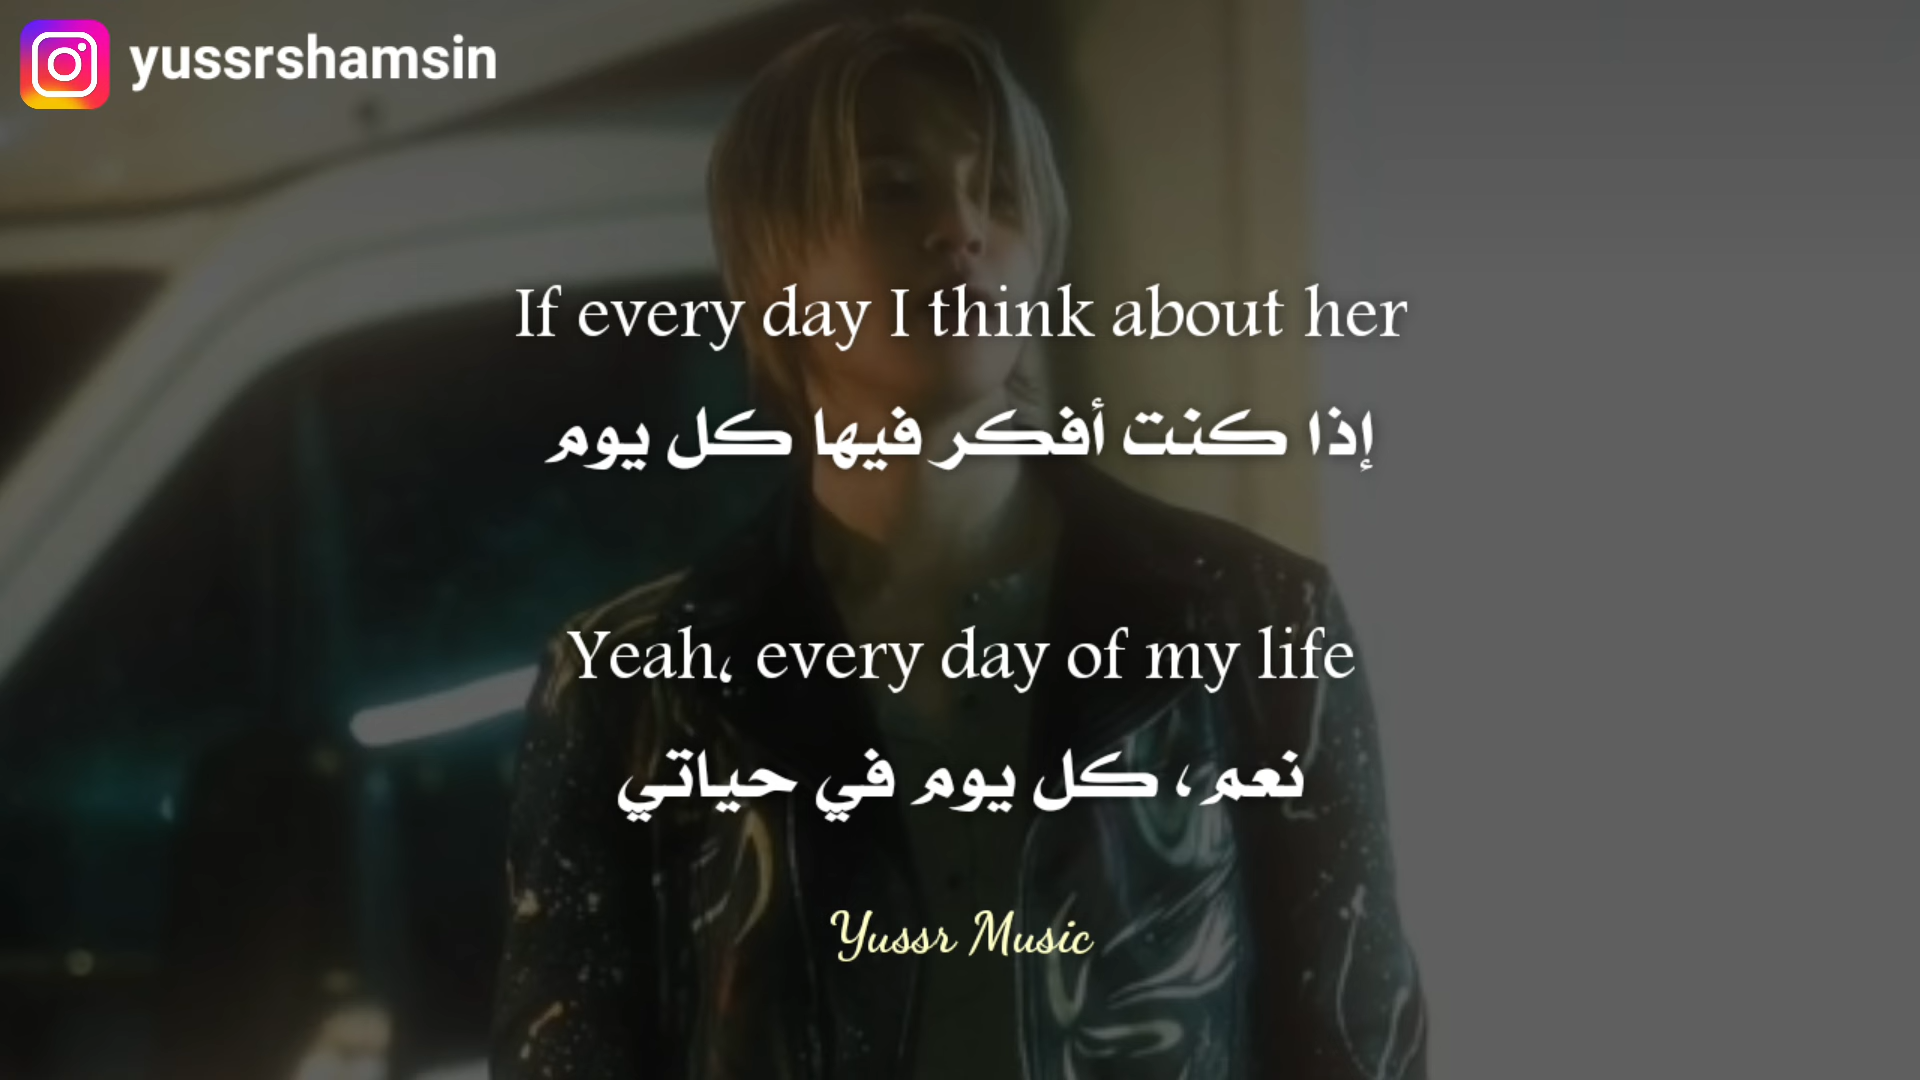 yussrshamsin
If every day I think about her
إذا كنت أفكر فيها كل يوم
Yeah، every day of my life
نعم، كل يوم في حياتي
Yussr Music